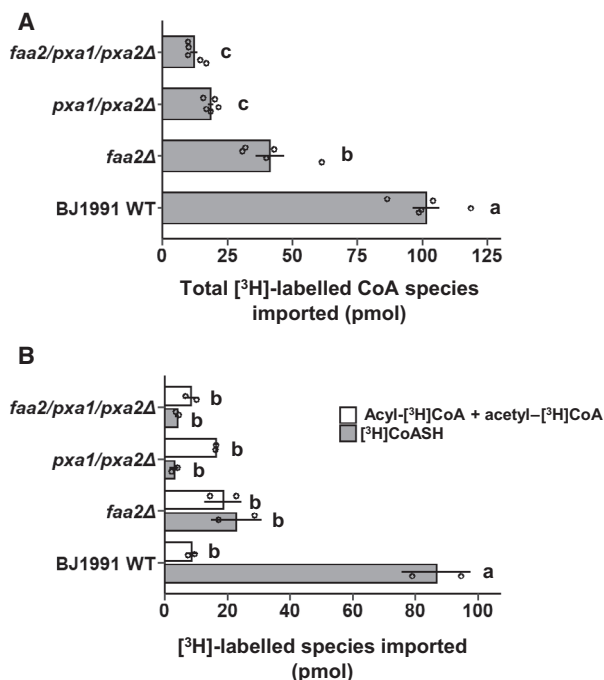 A
faa2/pxa1/pxa2Δ
c
pxa1/pxa2Δ
c
faa2Δ
b
BJ1991 WT
a
0 25 50 75 100 125
Total [³H]-labelled CoA species
imported (pmol)
B
faa2/pxa1/pxa2Δ
b
b
Acyl-[³H]CoA + acetyl–[³H]CoA
[³H]CoASH
pxa1/pxa2Δ
b
b
faa2Δ
b
b
BJ1991 WT
b
a
0 20 40 60 80 100
[³H]-labelled species imported
(pmol)